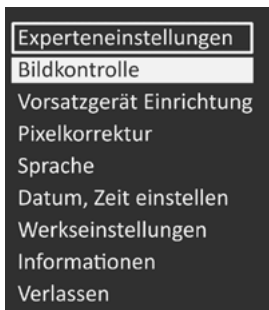 Experteneinstellungen
Bildkontrolle
Vorsatzgerät Einrichtung
Pixelkorrektur
Sprache
Datum, Zeit einstellen
Werkseinstellungen
Informationen
Verlassen